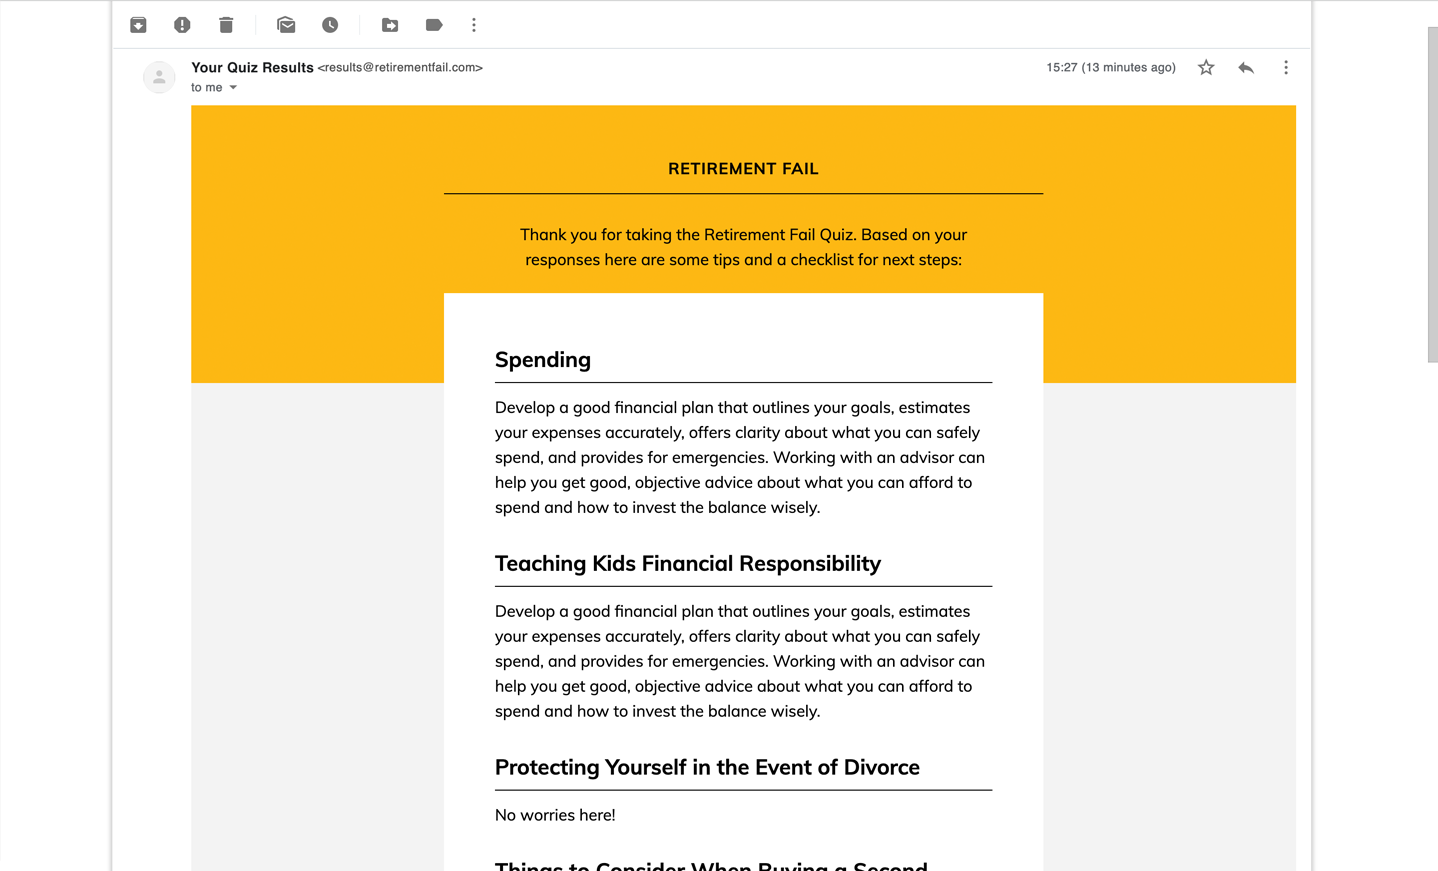 Your Quiz Results <results@retirementfail.com>
15:27 (13 minutes ago)
to me
RETIREMENT FAIL
Thank you for taking the Retirement Fail Quiz. Based on your
responses here are some tips and a checklist for next steps:
Spending
Develop a good financial plan that outlines your goals, estimates
your expenses accurately, offers clarity about what you can safely
spend, and provides for emergencies. Working with an advisor can
help you get good, objective advice about what you can afford to
spend and how to invest the balance wisely.
Teaching Kids Financial Responsibility
Develop a good financial plan that outlines your goals, estimates
your expenses accurately, offers clarity about what you can safely
spend, and provides for emergencies. Working with an advisor can
help you get good, objective advice about what you can afford to
spend and how to invest the balance wisely.
Protecting Yourself in the Event of Divorce
No worries here!
Things to Consider When Buying a Second